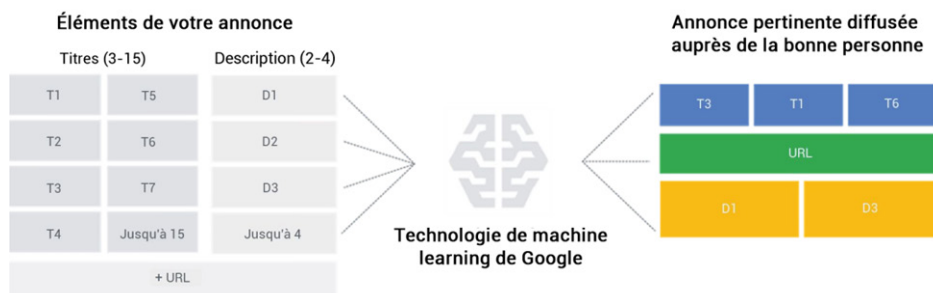 Éléments de votre annonce
Titres (3-15)
Description (2-4)
T1
T5
D1
T2
T6
D2
T3
T7
D3
T4
Jusqu'à 15
Jusqu'à 4
+ URL
Technologie de machine
learning de Google
Annonce pertinente diffusée
auprès de la bonne personne
T3
T1
T6
URL
D1
D3